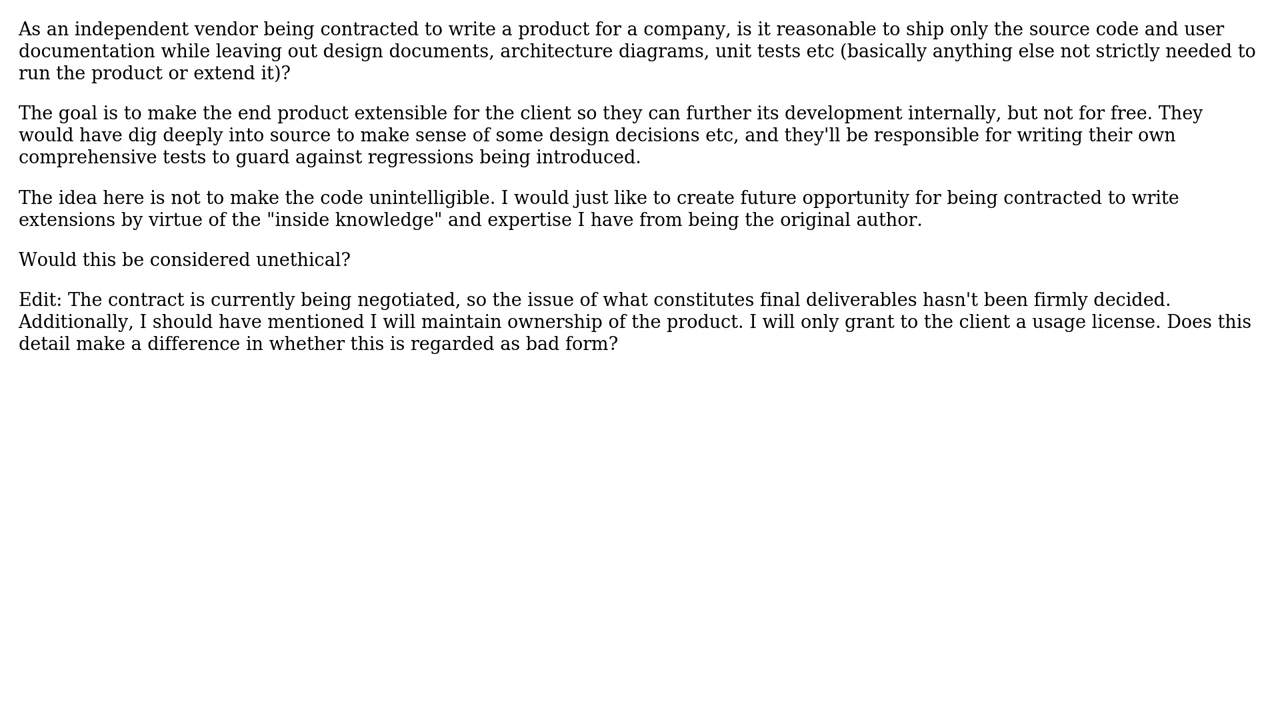 As an independent vendor being contracted to write a product for a company, is it reasonable to ship only the source code and user
documentation while leaving out design documents, architecture diagrams, unit tests etc (basically anything else not strictly needed to
run the product or extend it)?
The goal is to make the end product extensible for the client so they can further its development internally, but not for free. They
would have dig deeply into source to make sense of some design decisions etc, and they'll be responsible for writing their own
comprehensive tests to guard against regressions being introduced.
The idea here is not to make the code unintelligible. I would just like to create future opportunity for being contracted to write
extensions by virtue of the "inside knowledge" and expertise I have from being the original author.
Would this be considered unethical?
Edit: The contract is currently being negotiated, so the issue of what constitutes final deliverables hasn't been firmly decided.
Additionally, I should have mentioned I will maintain ownership of the product. I will only grant to the client a usage license. Does this
detail make a difference in whether this is regarded as bad form?